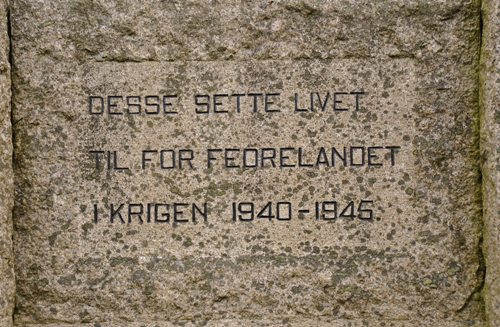 DESSE SETTE LIVET
TIL FOR FEDRELANDET
I KRIGEN 1940-1945.